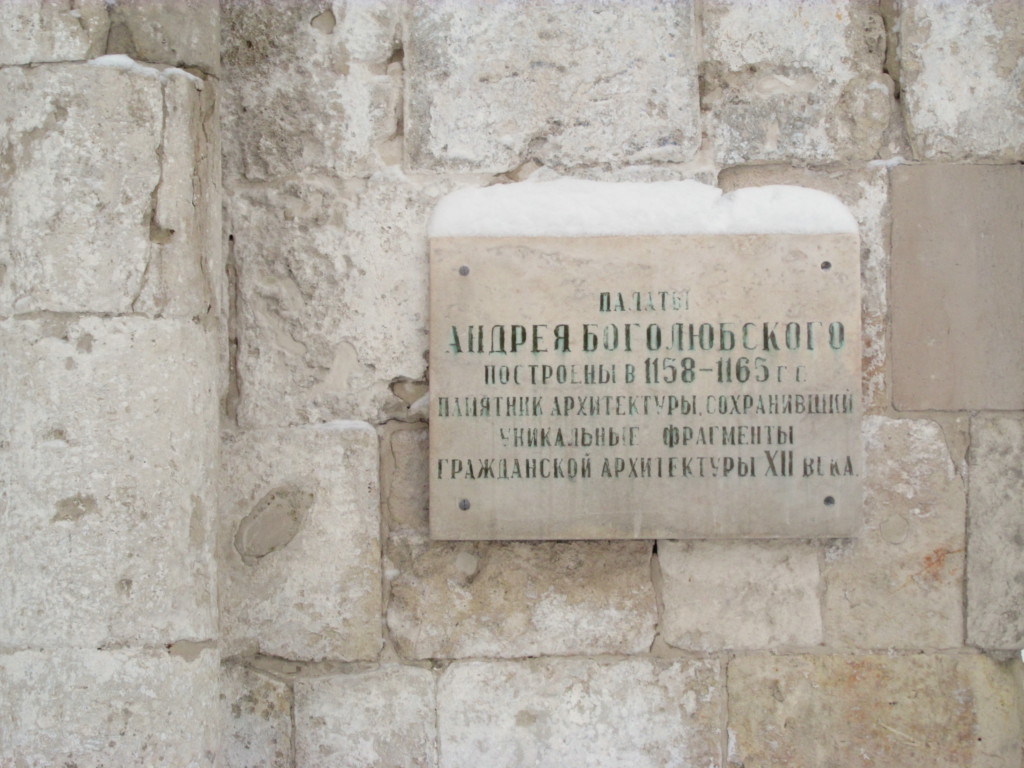 ПАЛАТЫ
АНДРЕЯ БОГОЛЮБСКОГО
ПОСТРОЕНЫ В 1158-1165 Г Г.
ПАМЯТНИК АРХИТЕКТУРЫ, СОХРАНИВШИЙ
УНИКАЛЬНЫЕ ФРАГМЕНТЫ
ГРАЖДАНСКОЙ АРХИТЕКТУРЫ XII ВЕКА.